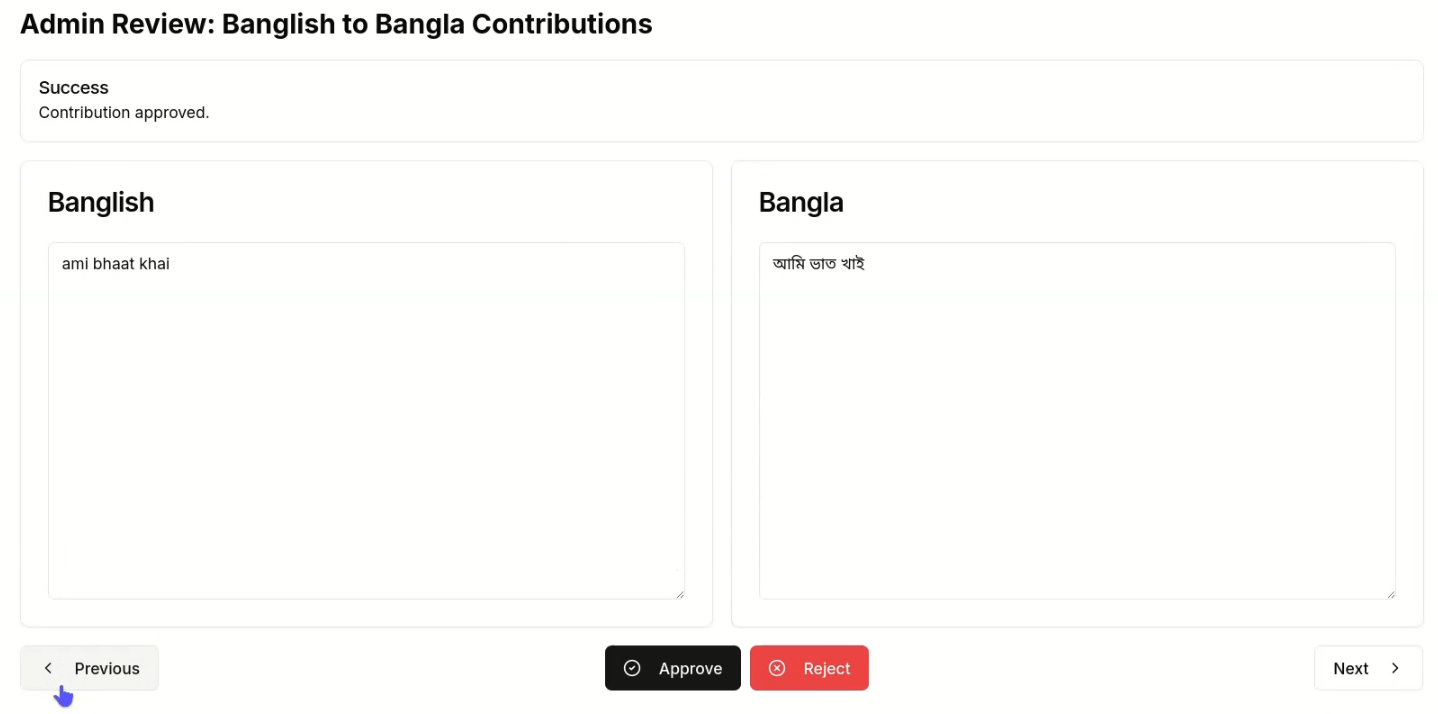 Admin Review: Banglish to Bangla Contributions
Success
Contribution approved.
Banglish
ami bhaat khai
Bangla
আমি ভাত খাই
Previous
Approve
Reject
Next